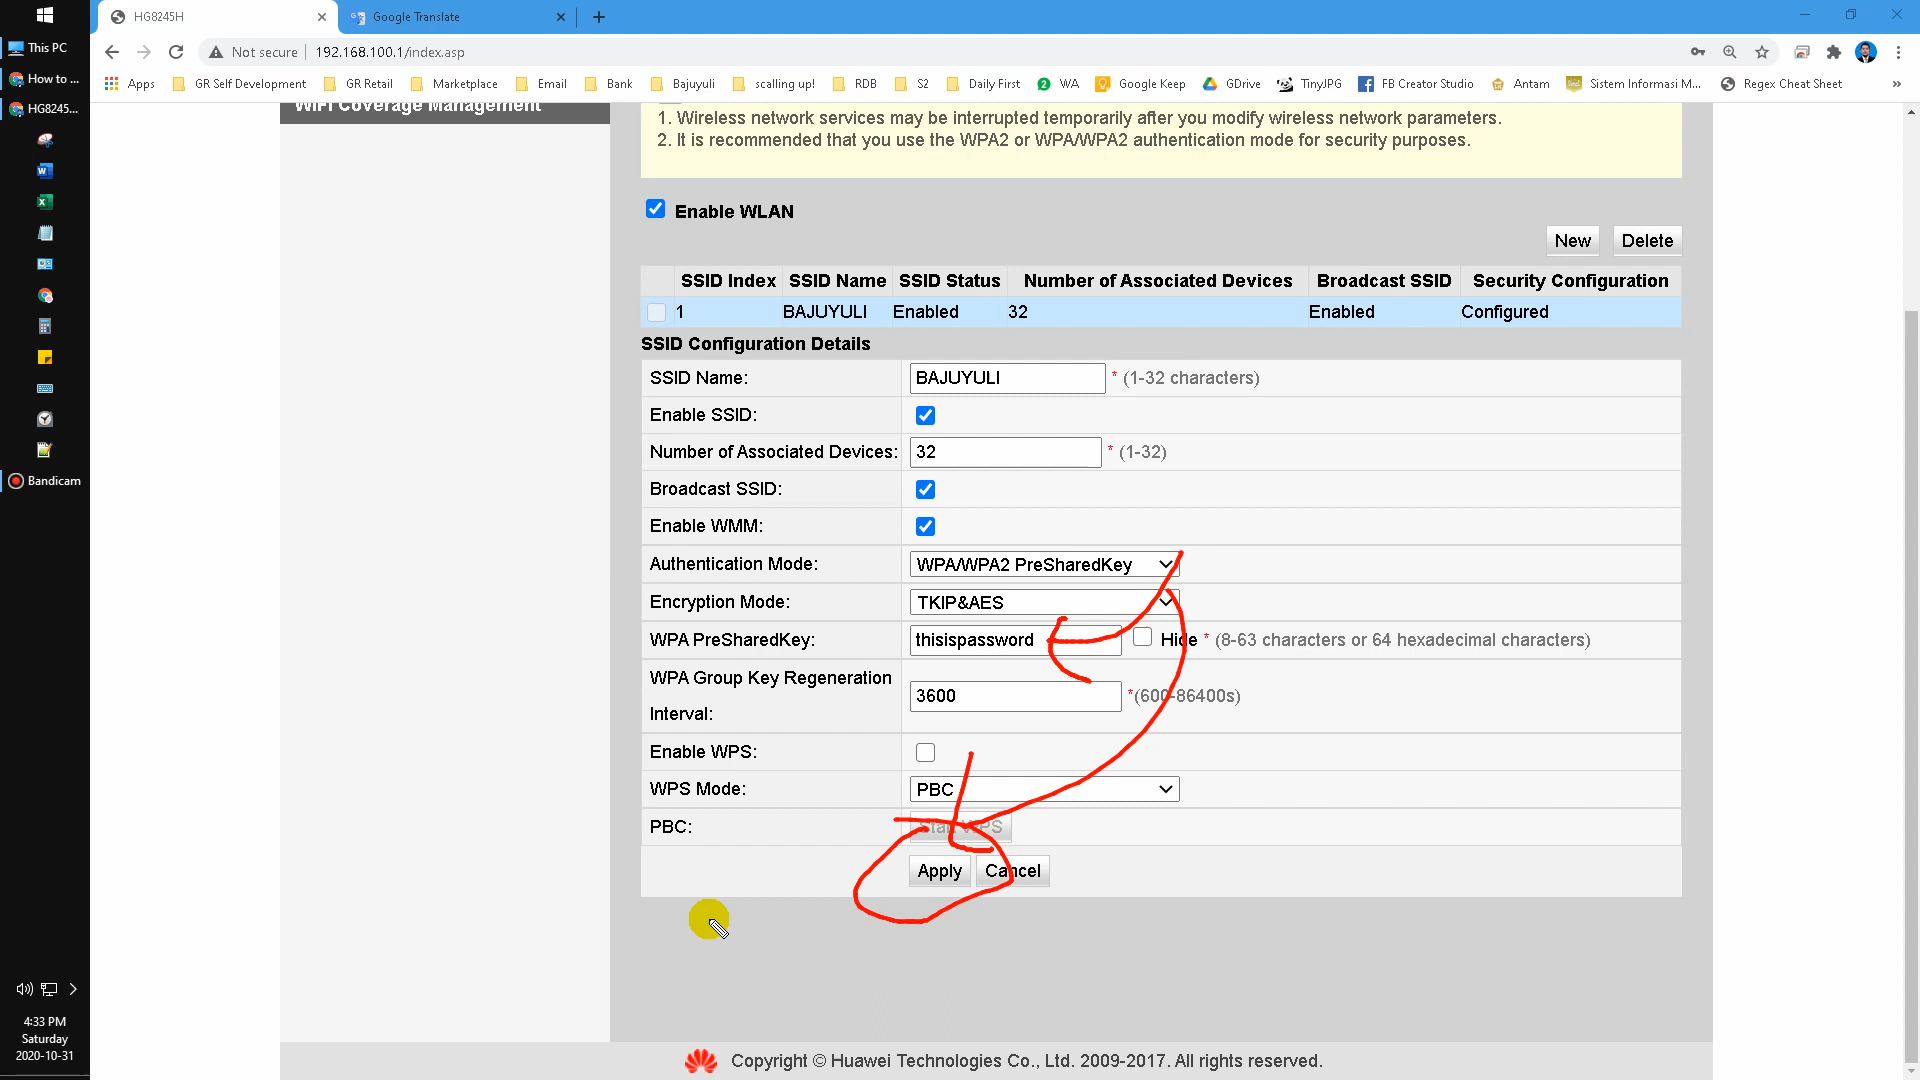 HG8245H
Google Translate
This PC
How to ...
HG8245...
Bandicam
4:33 PM
Saturday
2020-10-31
Not secure
192.168.100.1/index.asp
Apps
GR Self Development
GR Retail
Marketplace
Email
Bank
Bajuyuli
scalling up!
RDB
S2
Daily First
WA
Google Keep
GDrive
TinyJPG
FB Creator Studio
Antam
Sistem Informasi M...
Regex Cheat Sheet
»
WiFi Coverage Management
1. Wireless network services may be interrupted temporarily after you modify wireless network parameters.
2. It is recommended that you use the WPA2 or WPA/WPA2 authentication mode for security purposes.
Enable WLAN
New Delete
SSID Index SSID Name SSID Status Number of Associated Devices Broadcast SSID Security Configuration
1 BAJUYULI Enabled 32 Enabled Configured
SSID Configuration Details
SSID Name: BAJUYULI * (1-32 characters)
Enable SSID:
Number of Associated Devices: 32 * (1-32)
Broadcast SSID:
Enable WMM:
Authentication Mode: WPA/WPA2 PreSharedKey
Encryption Mode: TKIP&AES
WPA PreSharedKey: thisispassword Hide * (8-63 characters or 64 hexadecimal characters)
WPA Group Key Regeneration
Interval: 3600 *(600-86400s)
Enable WPS:
WPS Mode: PBC
PBC: Start WPS
Apply Cancel
Copyright © Huawei Technologies Co., Ltd. 2009-2017. All rights reserved.